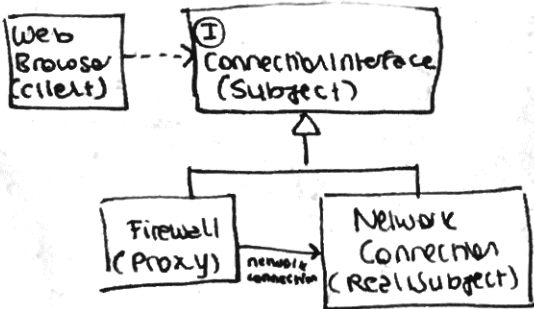 Web
Browser
(client)
I
ConnectionInterface
(Subject)
Firewall
(Proxy)
network
connection
Network
Connection
(RealSubject)